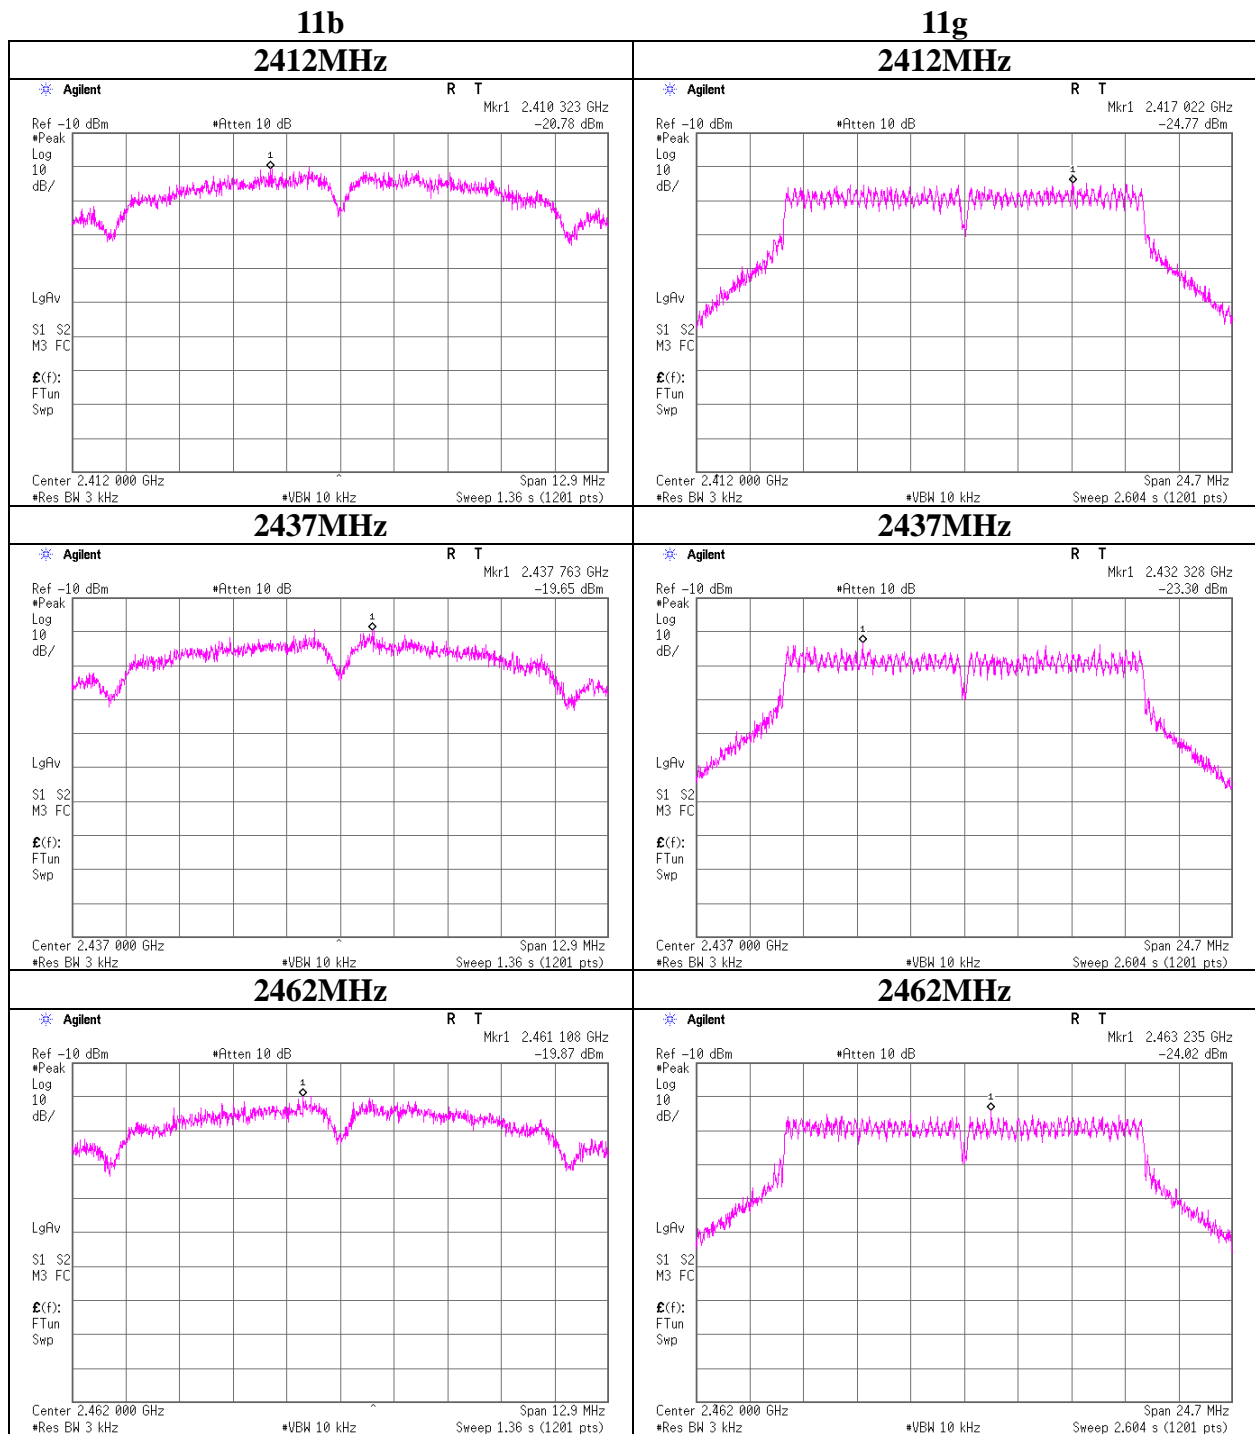 11b 11g
2412MHz 2412MHz
Agilent R T
Mkr1 2.410 323 GHz
Ref -10 dBm #Atten 10 dB -20.78 dBm
#Peak
Log
10
dB/
1
LgAv
S1 S2
M3 FC
£(f):
FTun
Swp
Center 2.412 000 GHz ^ Span 12.9 MHz
#Res BW 3 kHz #VBW 10 kHz Sweep 1.36 s (1201 pts)
Agilent R T
Mkr1 2.417 022 GHz
Ref -10 dBm #Atten 10 dB -24.77 dBm
#Peak
Log
10
dB/
1
LgAv
S1 S2
M3 FC
£(f):
FTun
Swp
Center 2.412 000 GHz Span 24.7 MHz
#Res BW 3 kHz #VBW 10 kHz Sweep 2.604 s (1201 pts)
2437MHz 2437MHz
Agilent R T
Mkr1 2.437 763 GHz
Ref -10 dBm #Atten 10 dB -19.65 dBm
#Peak
Log
10
dB/
1
LgAv
S1 S2
M3 FC
£(f):
FTun
Swp
Center 2.437 000 GHz ^ Span 12.9 MHz
#Res BW 3 kHz #VBW 10 kHz Sweep 1.36 s (1201 pts)
Agilent R T
Mkr1 2.432 328 GHz
Ref -10 dBm #Atten 10 dB -23.30 dBm
#Peak
Log
10
dB/
1
LgAv
S1 S2
M3 FC
£(f):
FTun
Swp
Center 2.437 000 GHz Span 24.7 MHz
#Res BW 3 kHz #VBW 10 kHz Sweep 2.604 s (1201 pts)
2462MHz 2462MHz
Agilent R T
Mkr1 2.461 108 GHz
Ref -10 dBm #Atten 10 dB -19.87 dBm
#Peak
Log
10
dB/
1
LgAv
S1 S2
M3 FC
£(f):
FTun
Swp
Center 2.462 000 GHz ^ Span 12.9 MHz
#Res BW 3 kHz #VBW 10 kHz Sweep 1.36 s (1201 pts)
Agilent R T
Mkr1 2.463 235 GHz
Ref -10 dBm #Atten 10 dB -24.02 dBm
#Peak
Log
10
dB/
1
LgAv
S1 S2
M3 FC
£(f):
FTun
Swp
Center 2.462 000 GHz Span 24.7 MHz
#Res BW 3 kHz #VBW 10 kHz Sweep 2.604 s (1201 pts)